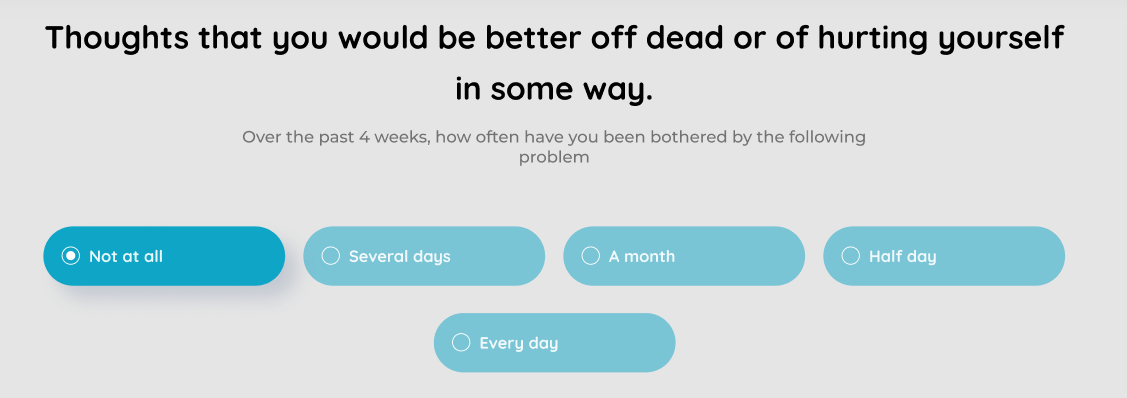 Thoughts that you would be better off dead or of hurting yourself
in some way.
Over the past 4 weeks, how often have you been bothered by the following
problem
Not at all
Several days
A month
Half day
Every day